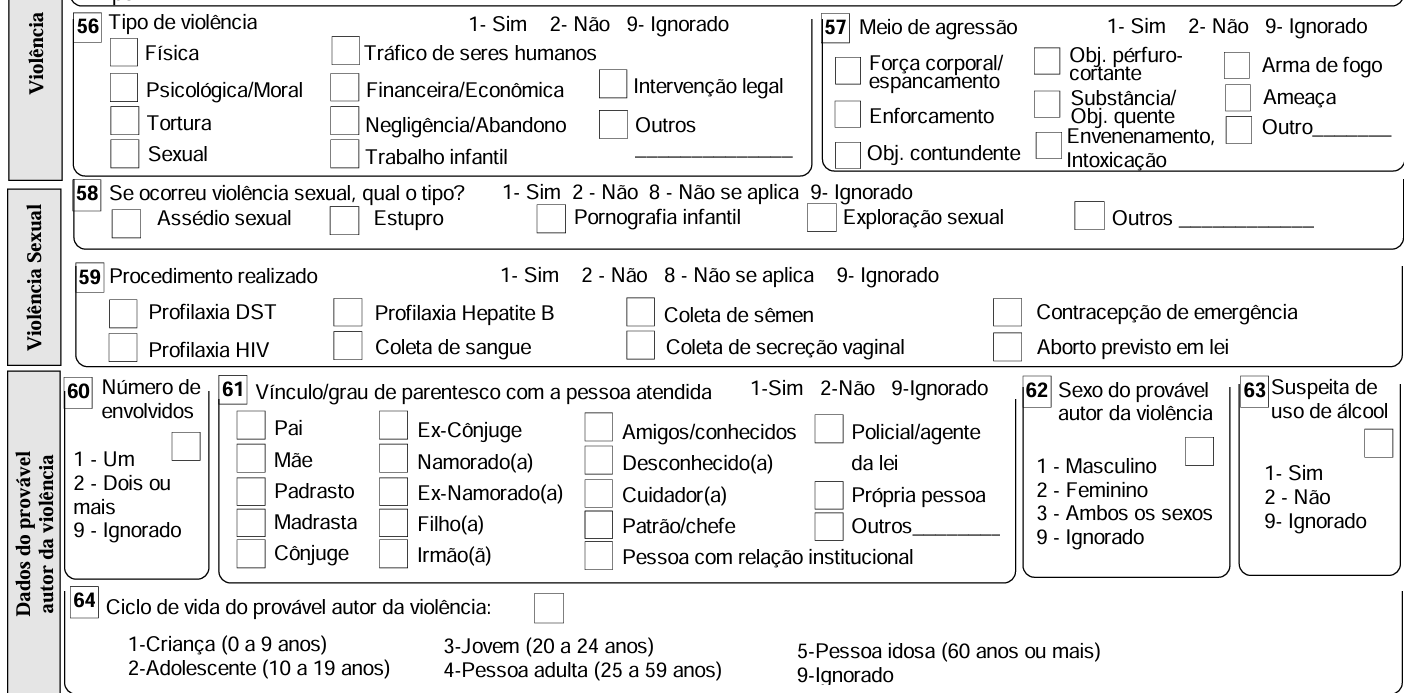 Violência
56 Tipo de violência 1- Sim 2- Não 9- Ignorado
Física
Tráfico de seres humanos
Psicológica/Moral
Financeira/Econômica
Intervenção legal
Tortura
Negligência/Abandono
Outros
Sexual
Trabalho infantil
_______________
57 Meio de agressão 1- Sim 2- Não 9- Ignorado
Força corporal/
espancamento
Obj. pérfuro-
cortante
Arma de fogo
Enforcamento
Substância/
Obj. quente
Ameaça
Obj. contundente
Envenenamento,
Intoxicação
Outro_______
Violência Sexual
58 Se ocorreu violência sexual, qual o tipo? 1- Sim 2 - Não 8 - Não se aplica 9- Ignorado
Assédio sexual Estupro Pornografia infantil Exploração sexual Outros ____________
59 Procedimento realizado 1- Sim 2 - Não 8 - Não se aplica 9- Ignorado
Profilaxia DST Profilaxia Hepatite B Coleta de sêmen Contracepção de emergência
Profilaxia HIV Coleta de sangue Coleta de secreção vaginal Aborto previsto em lei
Dados do provável
autor da violência
60 Número de
envolvidos
1 - Um
2 - Dois ou
mais
9 - Ignorado
61 Vínculo/grau de parentesco com a pessoa atendida 1-Sim 2-Não 9-Ignorado
Pai Ex-Cônjuge Amigos/conhecidos Policial/agente
Mãe Namorado(a) Desconhecido(a) da lei
Padrasto Ex-Namorado(a) Cuidador(a) Própria pessoa
Madrasta Filho(a) Patrão/chefe Outros________
Cônjuge Irmão(ã) Pessoa com relação institucional
62 Sexo do provável
autor da violência
1 - Masculino
2 - Feminino
3 - Ambos os sexos
9 - Ignorado
63 Suspeita de
uso de álcool
1- Sim
2 - Não
9- Ignorado
64 Ciclo de vida do provável autor da violência:
1-Criança (0 a 9 anos) 3-Jovem (20 a 24 anos) 5-Pessoa idosa (60 anos ou mais)
2-Adolescente (10 a 19 anos) 4-Pessoa adulta (25 a 59 anos) 9-Ignorado